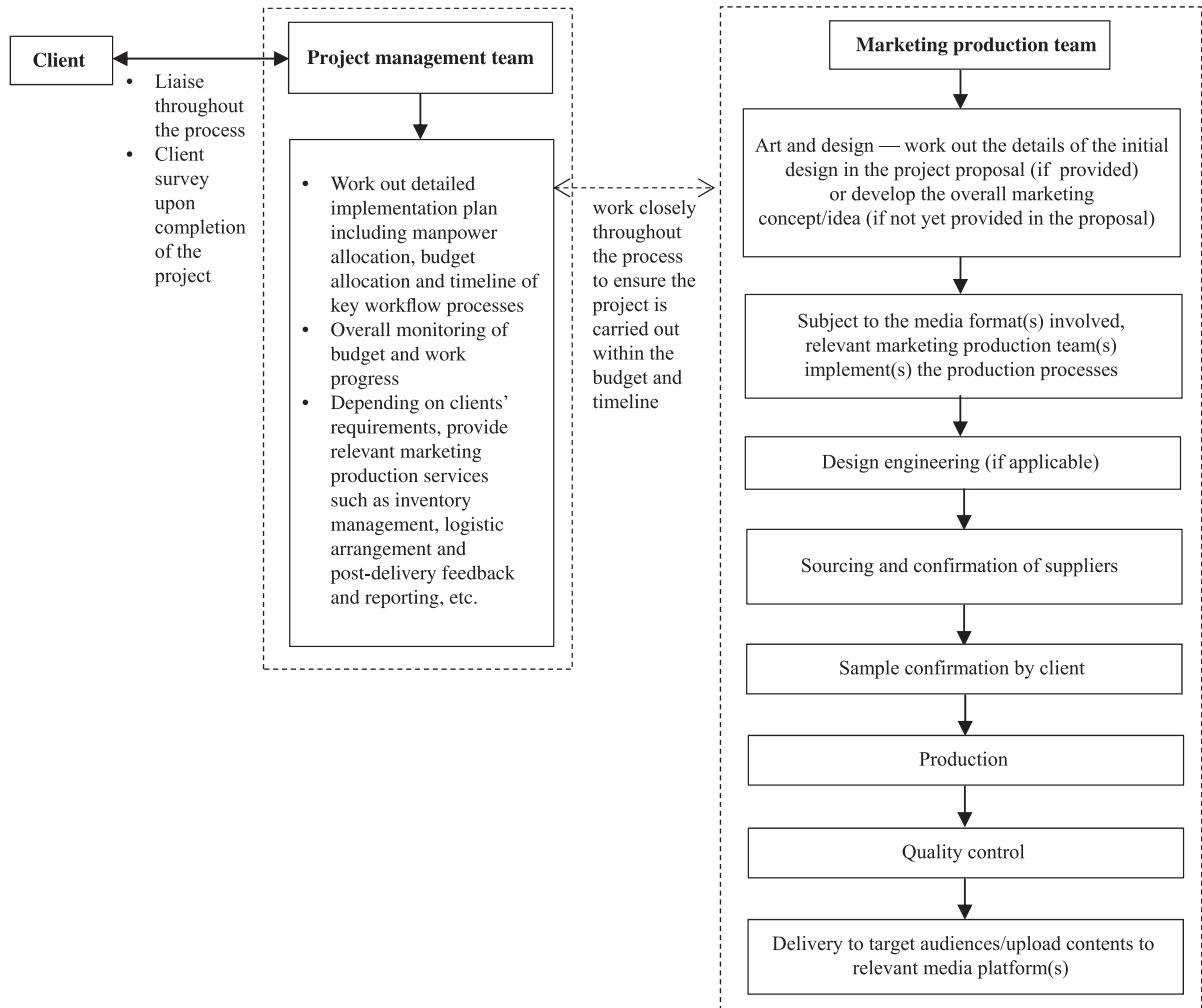 Client
• Liaise
throughout
the process
• Client
survey
upon
completion
of the
project
Project management team
• Work out detailed
implementation plan
including manpower
allocation, budget
allocation and timeline of
key workflow processes
• Overall monitoring of
budget and work
progress
• Depending on clients’
requirements, provide
relevant marketing
production services
such as inventory
management, logistic
arrangement and
post-delivery feedback
and reporting, etc.
work closely
throughout
the process
to ensure the
project is
carried out
within the
budget and
timeline
Marketing production team
Art and design — work out the details of the initial
design in the project proposal (if provided)
or develop the overall marketing
concept/idea (if not yet provided in the proposal)
Subject to the media format(s) involved,
relevant marketing production team(s)
implement(s) the production processes
Design engineering (if applicable)
Sourcing and confirmation of suppliers
Sample confirmation by client
Production
Quality control
Delivery to target audiences/upload contents to
relevant media platform(s)